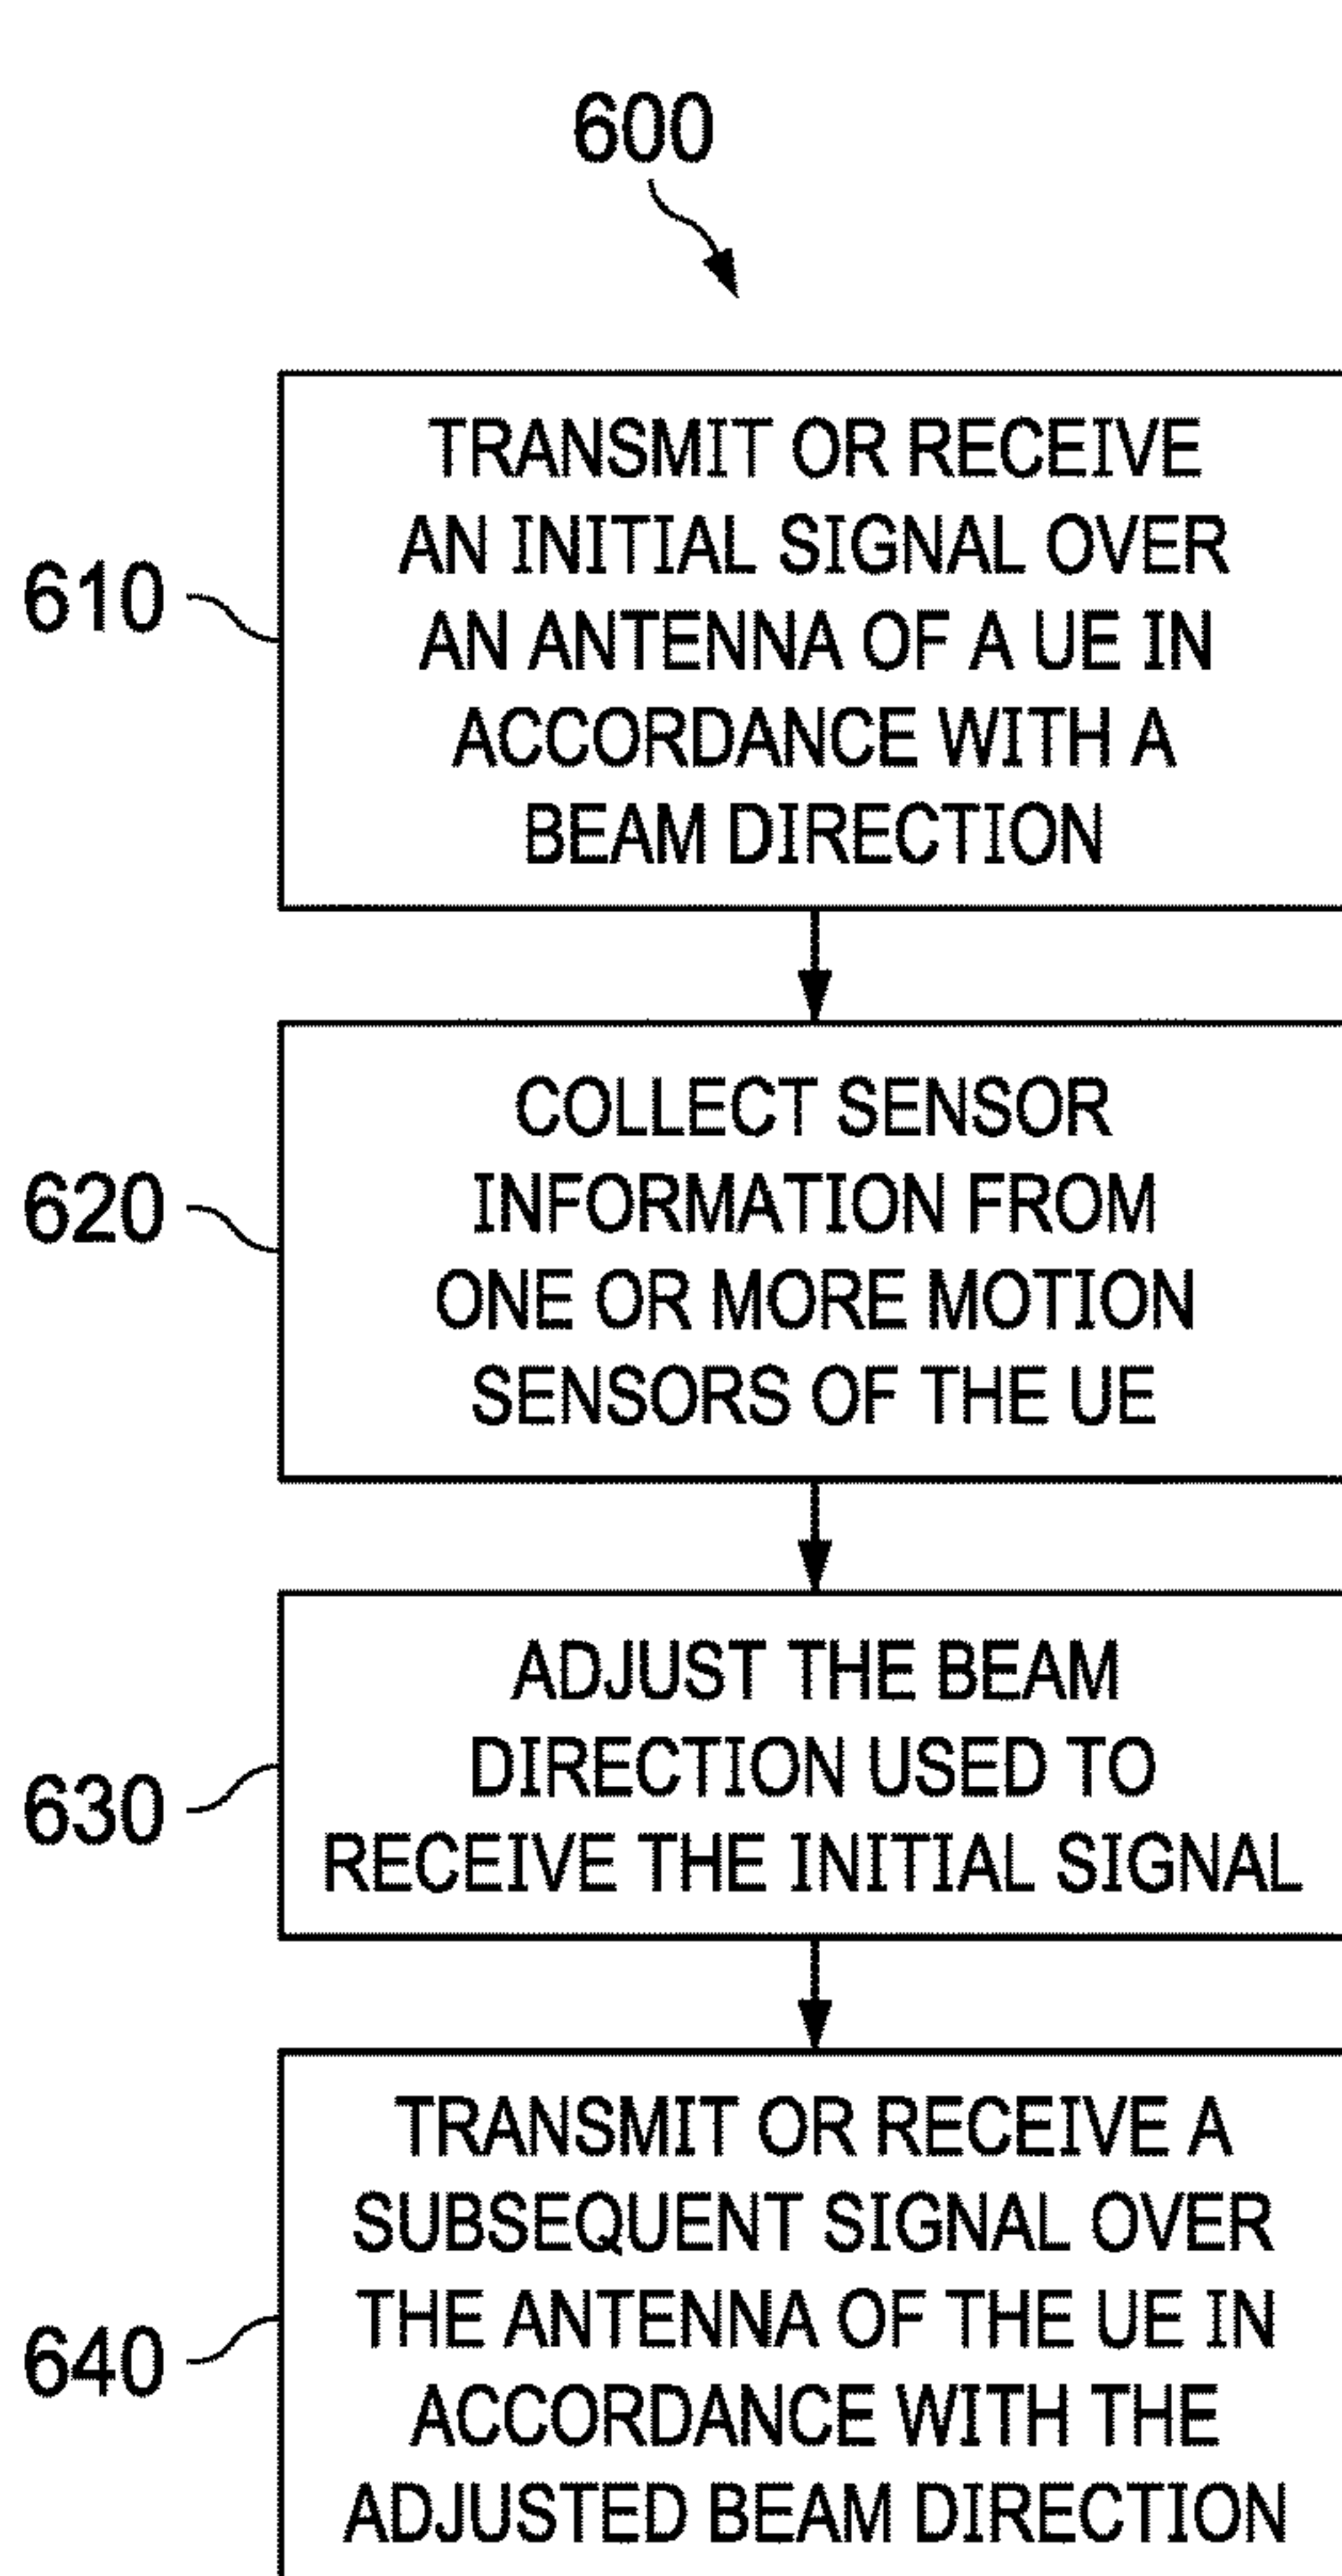 600
610
TRANSMIT OR RECEIVE
AN INITIAL SIGNAL OVER
AN ANTENNA OF A UE IN
ACCORDANCE WITH A
BEAM DIRECTION
620
COLLECT SENSOR
INFORMATION FROM
ONE OR MORE MOTION
SENSORS OF THE UE
630
ADJUST THE BEAM
DIRECTION USED TO
RECEIVE THE INITIAL SIGNAL
640
TRANSMIT OR RECEIVE A
SUBSEQUENT SIGNAL OVER
THE ANTENNA OF THE UE IN
ACCORDANCE WITH THE
ADJUSTED BEAM DIRECTION